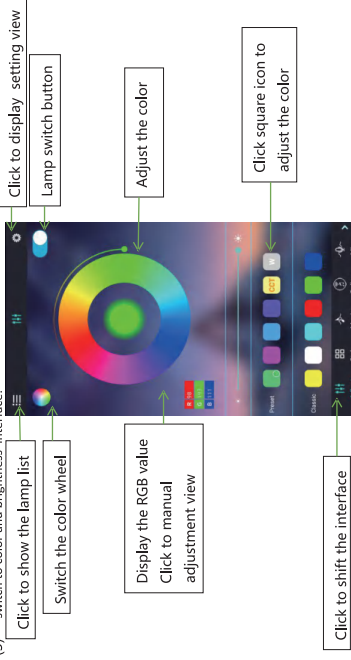 (3) switch to color and brightness interface.
Click to show the lamp list
Switch the color wheel
Display the RGB value
Click to manual
adjustment view
Click to shift the interface
Click to display setting view
Lamp switch button
Adjust the color
Click square icon to
adjust the color
R
G
B
Preset
CCT
W
Classic